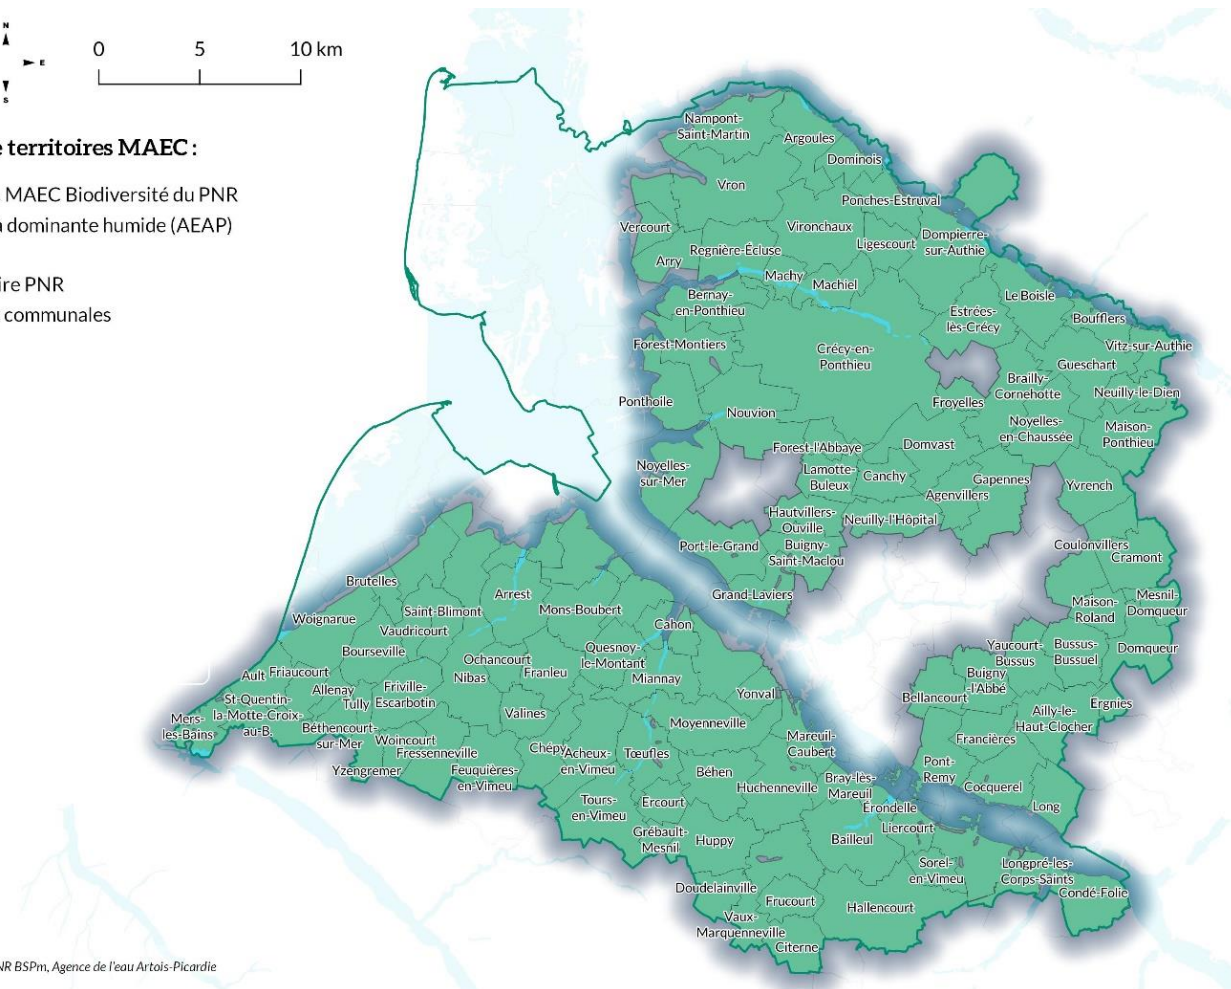 N
E
S
0 5 10 km
territoires MAEC :
MAEC Biodiversité du PNR
dominante humide (AEAP)
PNR
communales
Nampont-
Saint-Martin
Argoules
Dominois
Vron
Ponches-Estruval
Vercourt
Vironchaux
Ligescourt
Dompierre-
sur-Authie
Regnière-Écluse
Arry
Machy
Machiel
Bernay-
en-Ponthieu
Le Boisle
Estrées-
lès-Crécy
Boufflers
Forest-Montiers
Crécy-en-
Ponthieu
Vitz-sur-Authie
Gueschart
Brailly-
Cornehotte
Neuilly-le-Dien
Ponthoile
Froyelles
Nouvion
Noyelles-
en-Chaussée
Maison-
Ponthieu
Forest-l'Abbaye
Domvast
Noyelles-
sur-Mer
Lamotte-
Buleux
Canchy
Gapennes
Agenvillers
Yvrench
Hautvillers-
Ouville
Neuilly-l'Hôpital
Port-le-Grand
Buigny-
Saint-Maclou
Coulonvillers
Cramont
Brutelles
Arrest
Grand-Laviers
Mesnil-
Domqueur
Maison-
Roland
Saint-Blimont
Mons-Boubert
Woignarue
Vaudricourt
Cahon
Bourseville
Quesnoy-
le-Montant
Yaucourt-
Bussus
Bussus-
Bussuel
Domqueur
Ochancourt
Ault
Friaucourt
Nibas
Franleu
Miannay
Buigny
-l'Abbé
Allenay
Friville-
Escarbotin
Yonval
Bellancourt
St-Quentin-
la-Motte-Croix-
au-B.
Tully
Ergnies
Mers-
les-Bains
Valines
Moyenneville
Ailly-le-
Haut-Clocher
Béthencourt-
sur-Mer
Woincourt
Mareuil-
Caubert
Francières
Fressenneville
Chépy
Acheux-
en-Vimeu
Tœufles
Yzengremer
Feuquières-
en-Vimeu
Béhen
Pont-
Remy
Huchenneville
Bray-lès-
Mareuil
Cocquerel
Tours-
en-Vimeu
Ercourt
Érondelle
Long
Grébault-
Mesnil
Huppy
Bailleul
Liercourt
Sorel-
en-Vimeu
Longpré-les-
Corps-Saints
Doudelainville
Condé-Folie
Frucourt
Hallencourt
Vaux-
Marquenneville
Citerne
BSPm, Agence de l'eau Artois-Picardie